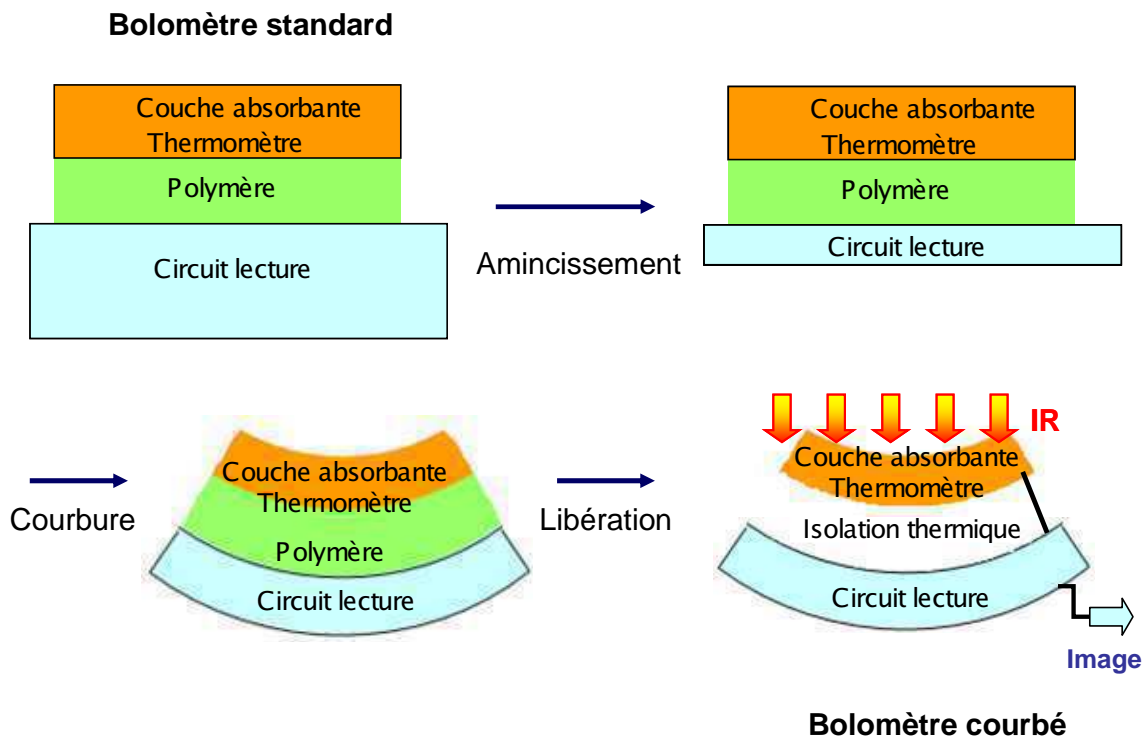 Bolomètre standard
Couche absorbante
Thermomètre
Polymère
Circuit lecture
Amincissement
Couche absorbante
Thermomètre
Polymère
Circuit lecture
Courbure
Couche absorbante
Thermomètre
Polymère
Circuit lecture
Libération
IR
Couche absorbante
Thermomètre
Isolation thermique
Circuit lecture
Image
Bolomètre courbé